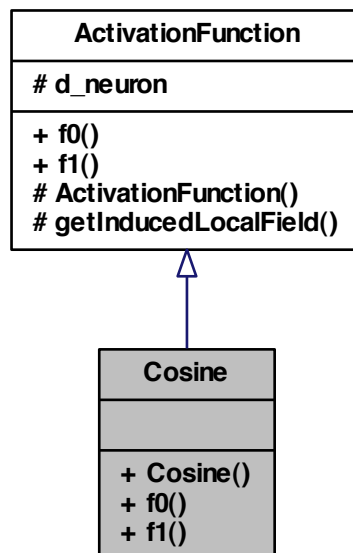 ActivationFunction
# d_neuron
+ f0()
+ f1()
# ActivationFunction()
# getInducedLocalField()
Cosine
+ Cosine()
+ f0()
+ f1()